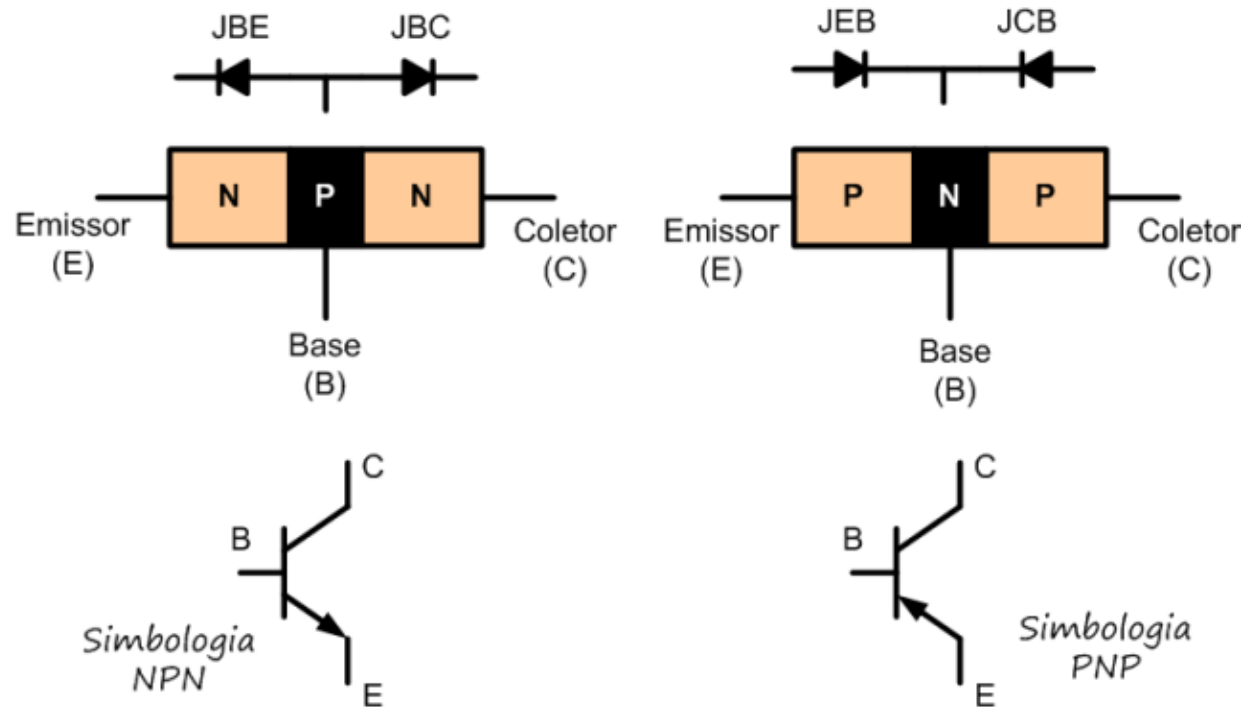 JBE JBC
N P N
Emissor
(E)
Coletor
(C)
Base
(B)
C
B
E
Simbologia
NPN
JEB JCB
P N P
Emissor
(E)
Coletor
(C)
Base
(B)
C
B
E
Simbologia
PNP